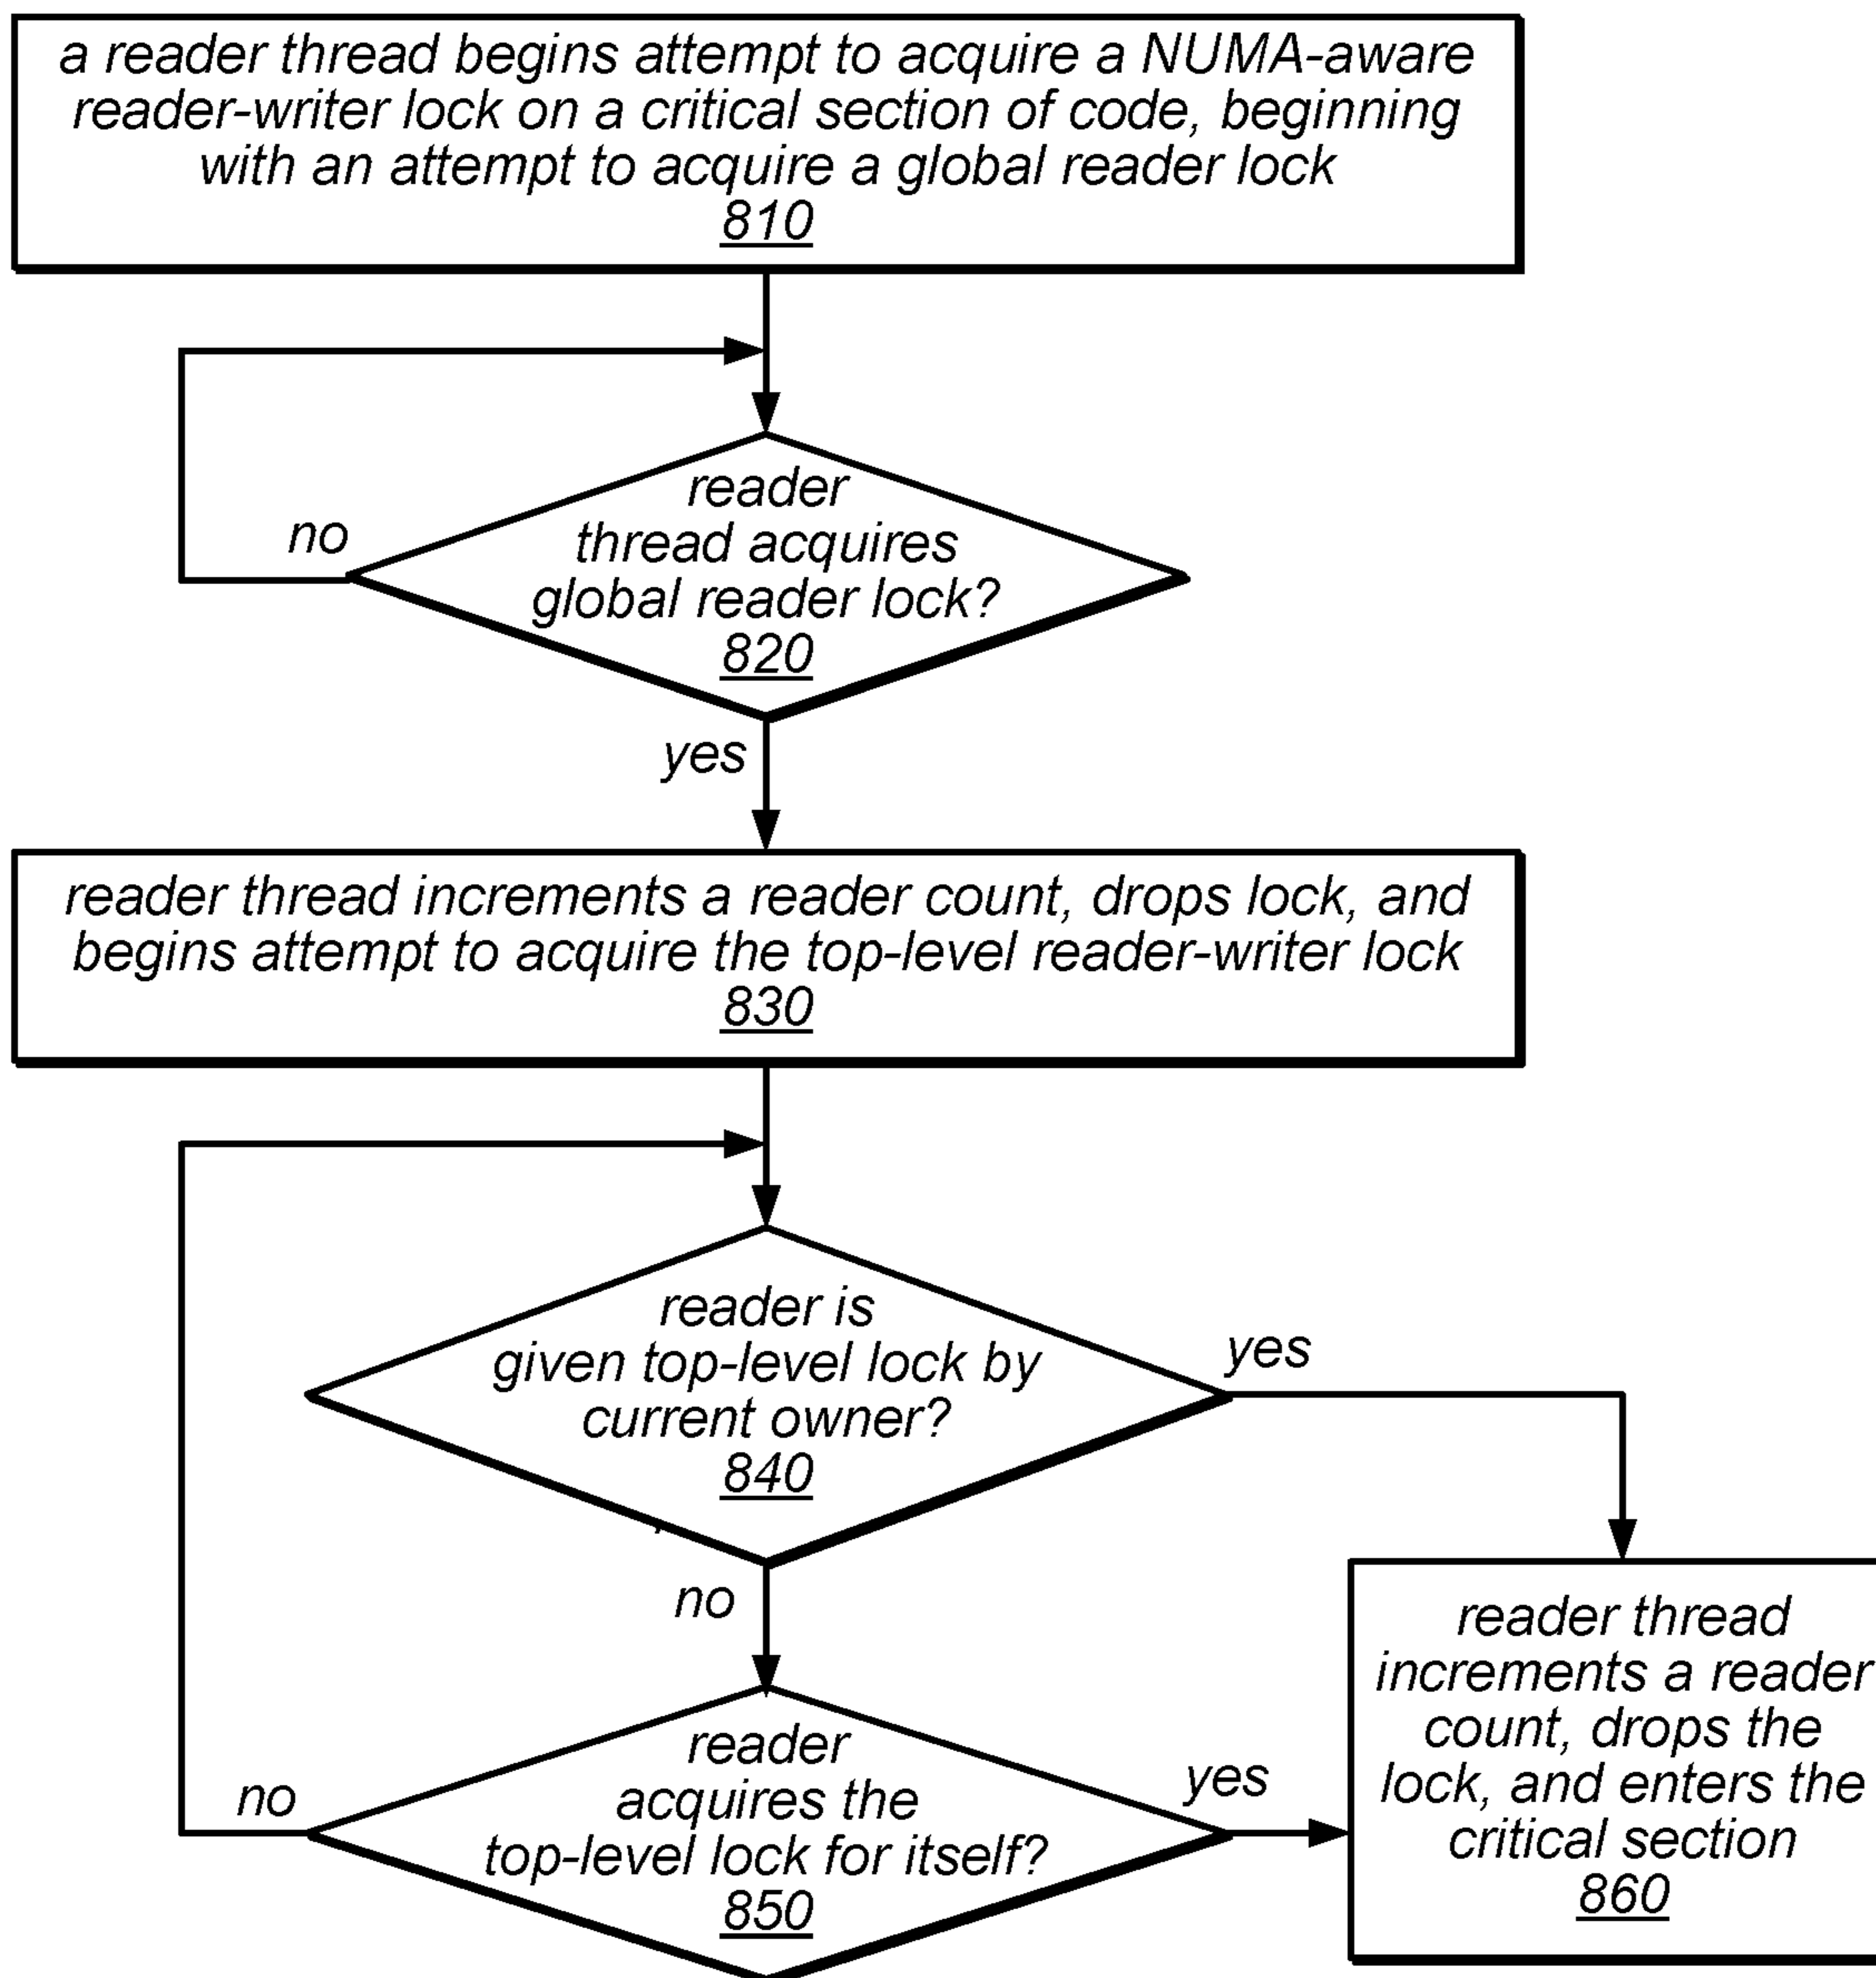 a reader thread begins attempt to acquire a NUMA-aware
reader-writer lock on a critical section of code, beginning
with an attempt to acquire a global reader lock
810
reader
thread acquires
global reader lock?
820
no
yes
reader thread increments a reader count, drops lock, and
begins attempt to acquire the top-level reader-writer lock
830
reader is
given top-level lock by
current owner?
840
yes
no
reader
acquires the
top-level lock for itself?
850
no
yes
reader thread
increments a reader
count, drops the
lock, and enters the
critical section
860